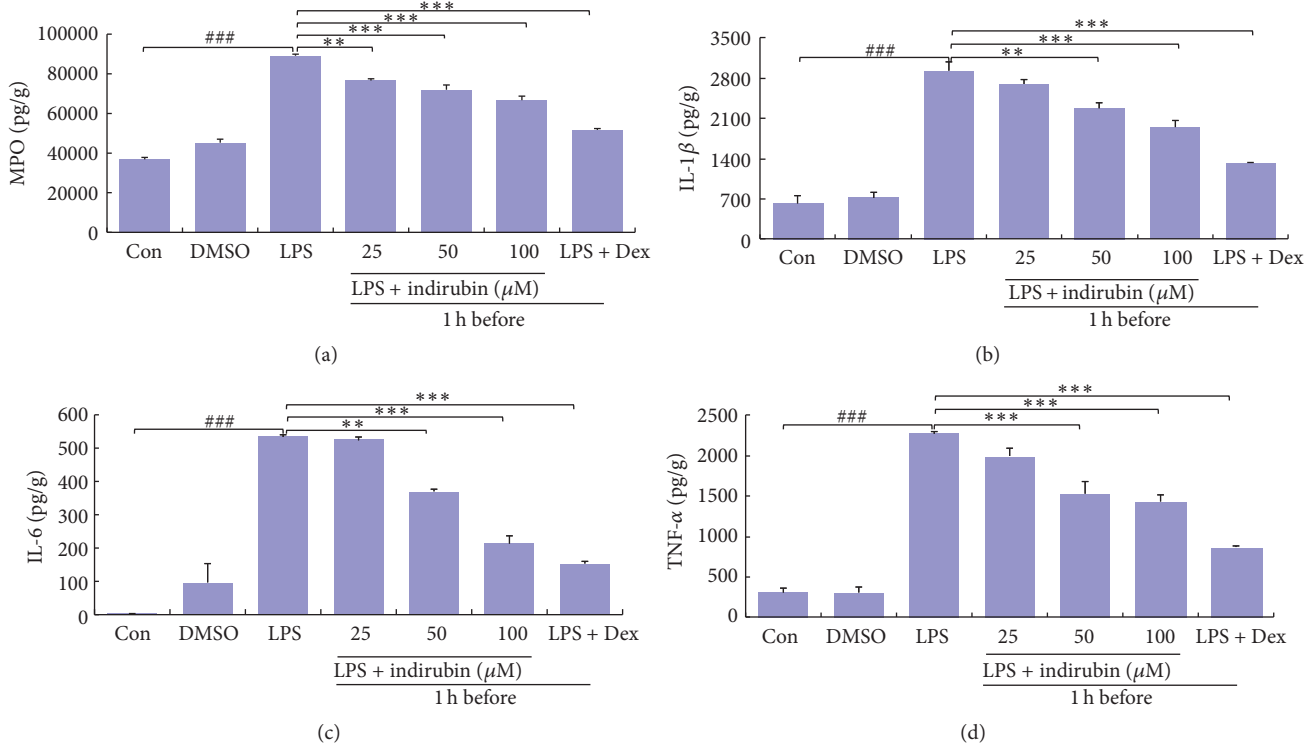 MPO (pg/g)
100000
80000
60000
40000
20000
0
###
**
***
***
***
Con DMSO LPS 25 50 100 LPS + Dex
LPS + indirubin (μM)
1 h before
(a)
IL-1β (pg/g)
3500
2800
2100
1400
700
0
###
**
***
***
Con DMSO LPS 25 50 100 LPS + Dex
LPS + indirubin (μM)
1 h before
(b)
IL-6 (pg/g)
600
500
400
300
200
100
0
###
**
***
***
Con DMSO LPS 25 50 100 LPS + Dex
LPS + indirubin (μM)
1 h before
(c)
TNF-α (pg/g)
2500
2000
1500
1000
500
0
###
***
***
***
Con DMSO LPS 25 50 100 LPS + Dex
LPS + indirubin (μM)
1 h before
(d)